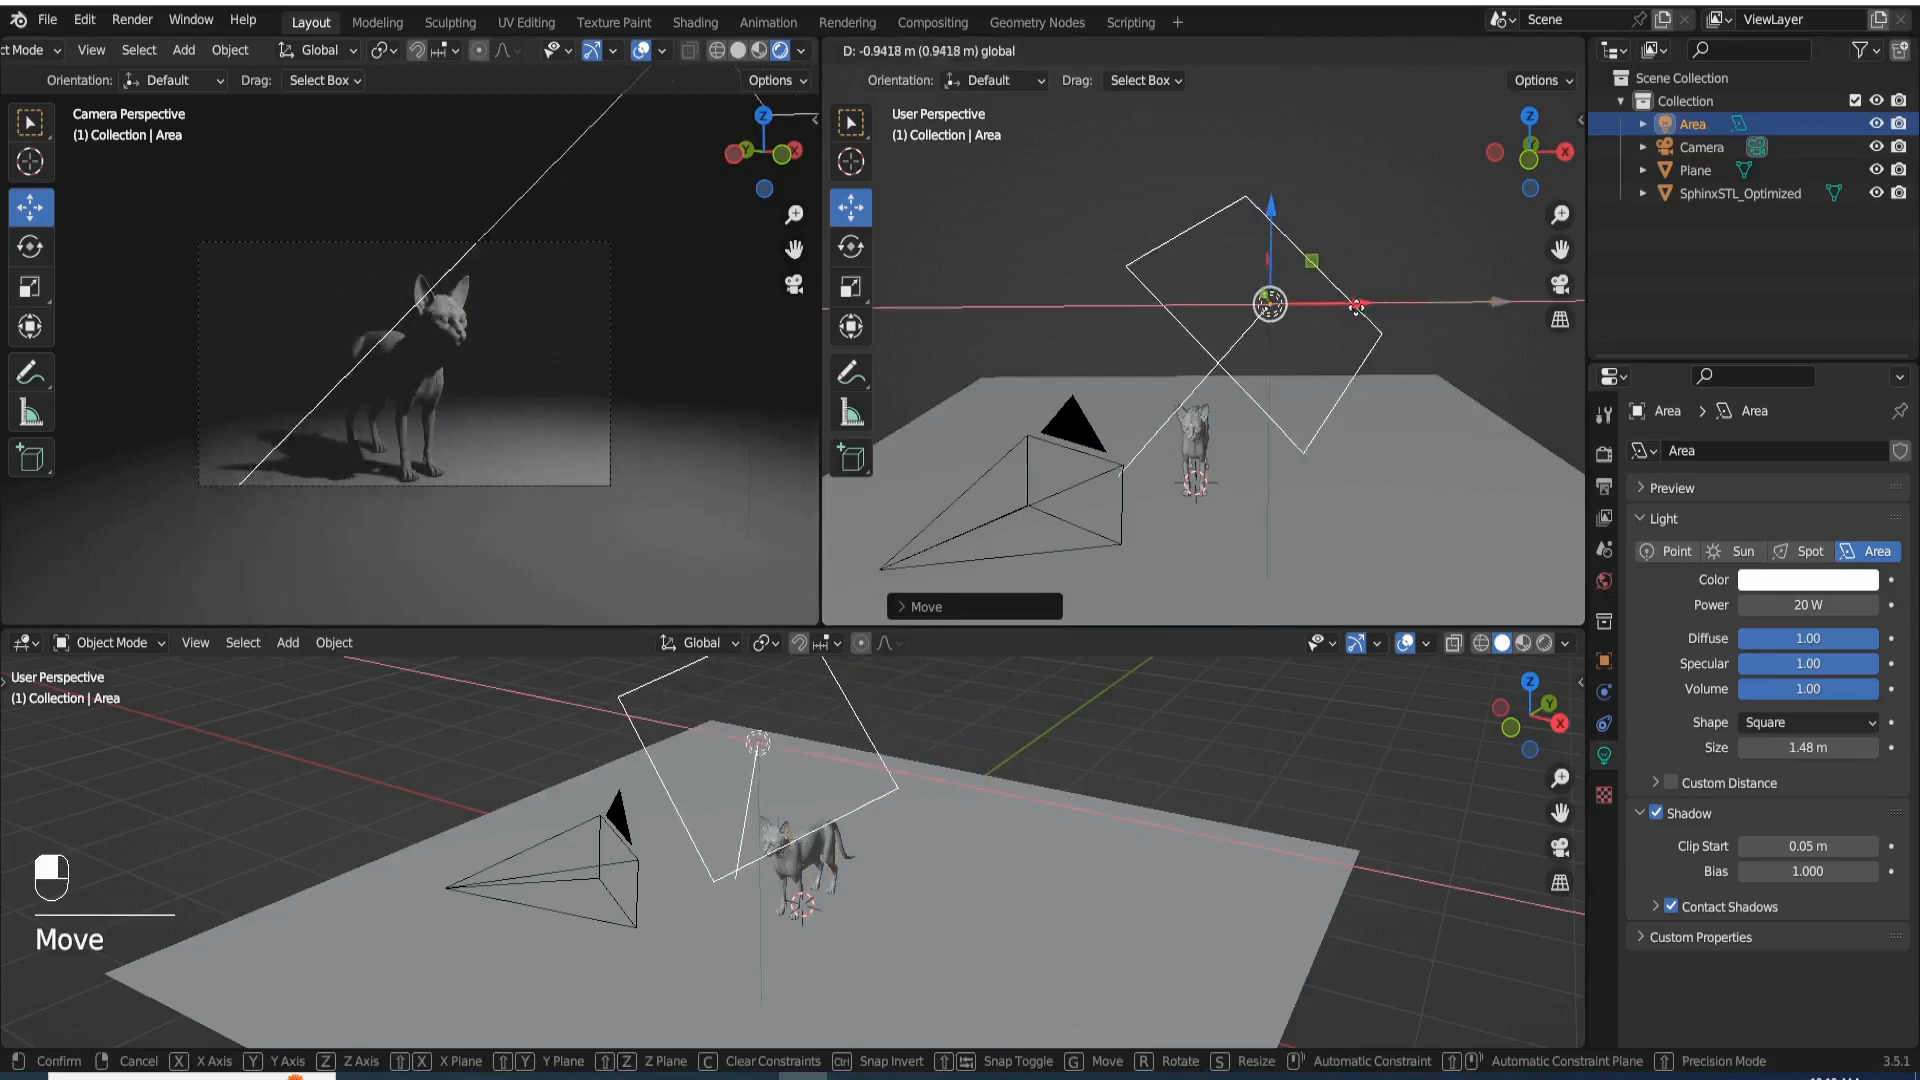 File Edit Render Window Help Layout Modeling Sculpting UV Editing Texture Paint Shading Animation Rendering Compositing Geometry Nodes Scripting + Scene ViewLayer
ct Mode View Select Add Object Global
D: -0.9418 m (0.9418 m) global
Orientation: Default Drag: Select Box Options
Orientation: Default Drag: Select Box Options
Camera Perspective
(1) Collection | Area
User Perspective
(1) Collection | Area
Z
Y
X
Z
Y
X
Move
Scene Collection
Collection
Area
Camera
Plane
SphinxSTL_Optimized
Area Area
Area
Preview
Light
Point Sun Spot Area
Color
Power 20 W
Diffuse 1.00
Specular 1.00
Volume 1.00
Shape Square
Size 1.48 m
Custom Distance
Shadow
Clip Start 0.05 m
Bias 1.000
Contact Shadows
Custom Properties
Object Mode View Select Add Object Global
User Perspective
(1) Collection | Area
Z
Y
X
Move
Confirm Cancel X X Axis Y Y Axis Z Z Axis X X Plane Y Y Plane Z Z Plane C Clear Constraints Ctrl Snap Invert Snap Toggle G Move R Rotate S Resize Automatic Constraint Automatic Constraint Plane Precision Mode 3.5.1